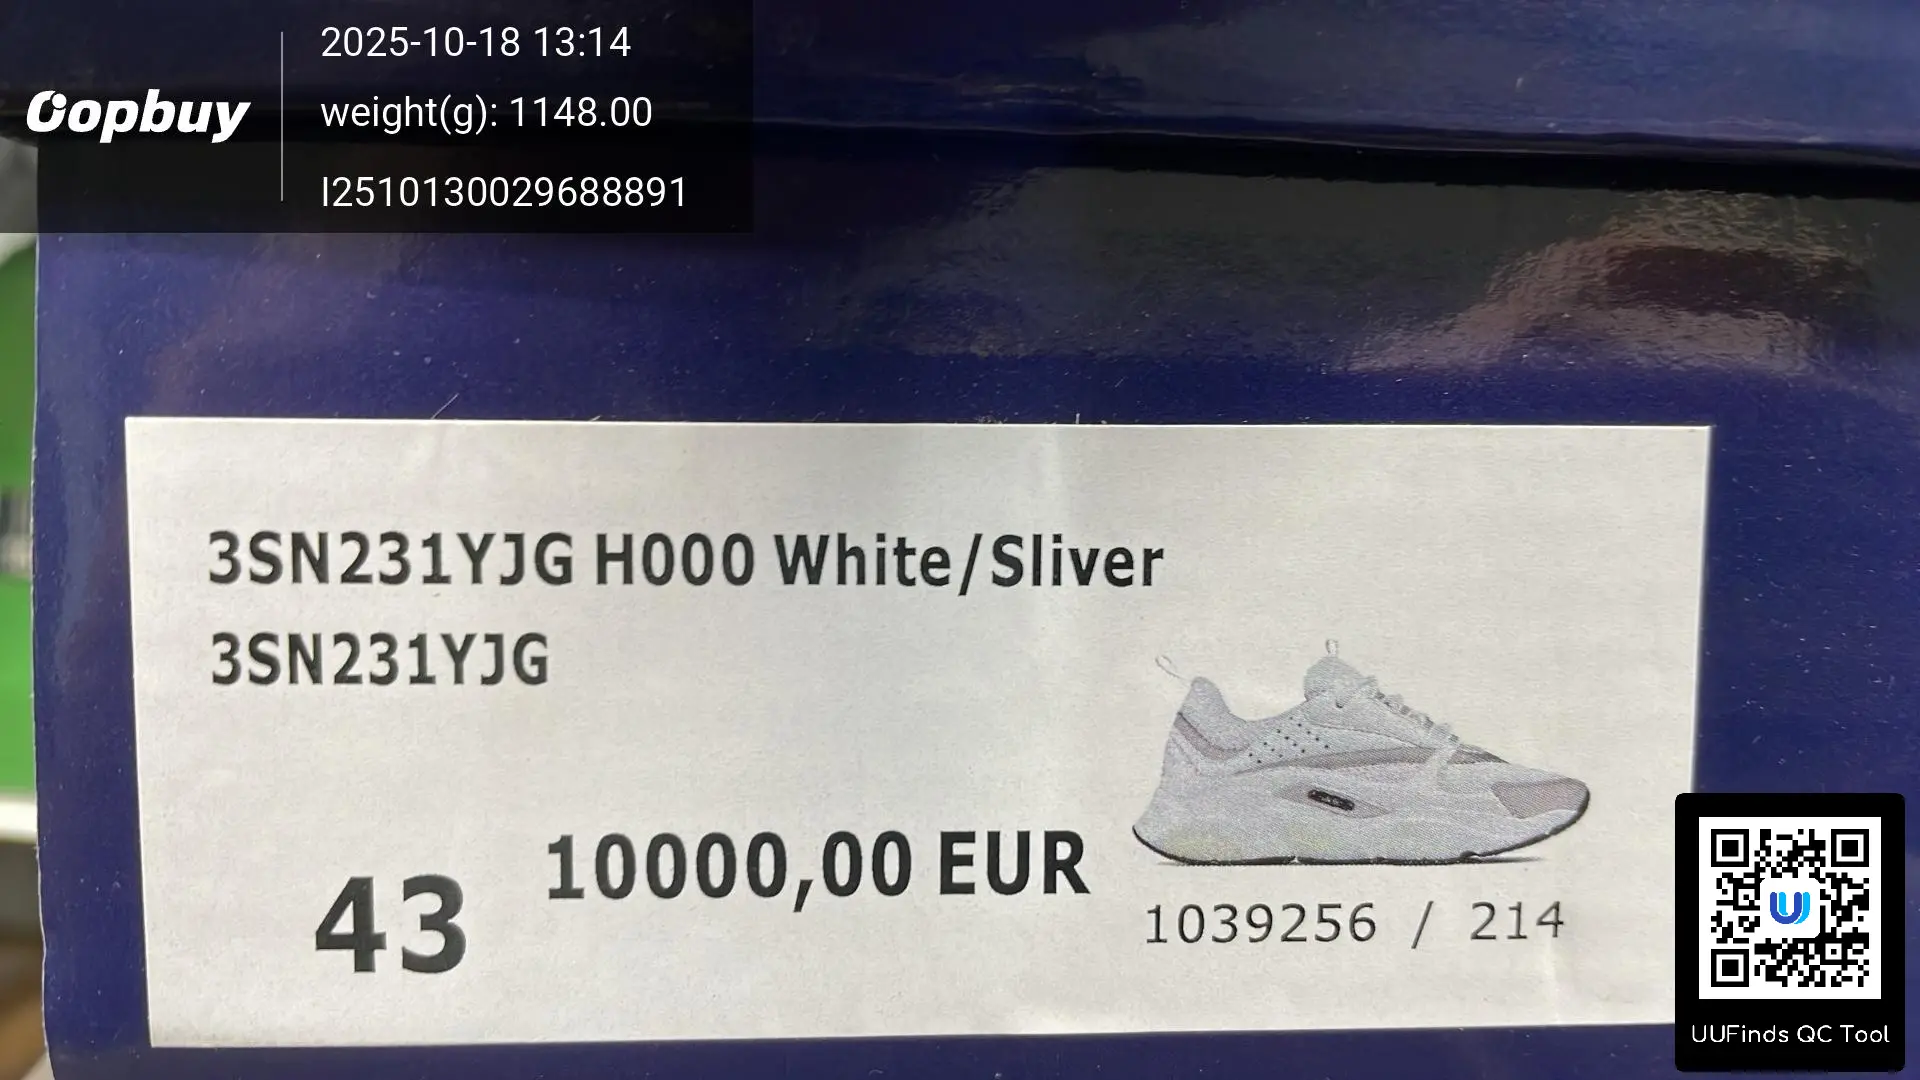 Oopbuy
2025-10-18 13:14
weight(g): 1148.00
I2510130029688891
3SN231YJG H000 White/Sliver
3SN231YJG
43
10000,00 EUR
1039256 / 214
UUFinds QC Tool